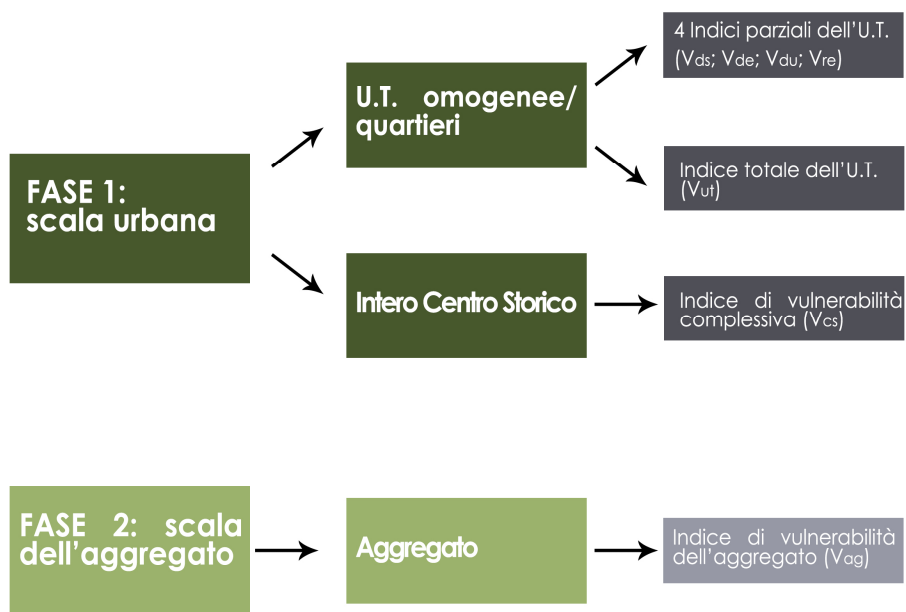 4 Indici parziali dell'U.T.
(Vds; Vde; Vdu; Vre)
U.T. omogenee/
quartieri
Indice totale dell'U.T.
(Vut)
FASE 1:
scala urbana
Intero Centro Storico
Indice di vulnerabilità
complessiva (Vcs)
FASE 2: scala
dell'aggregato
Aggregato
Indice di vulnerabilità
dell'aggregato (Vag)